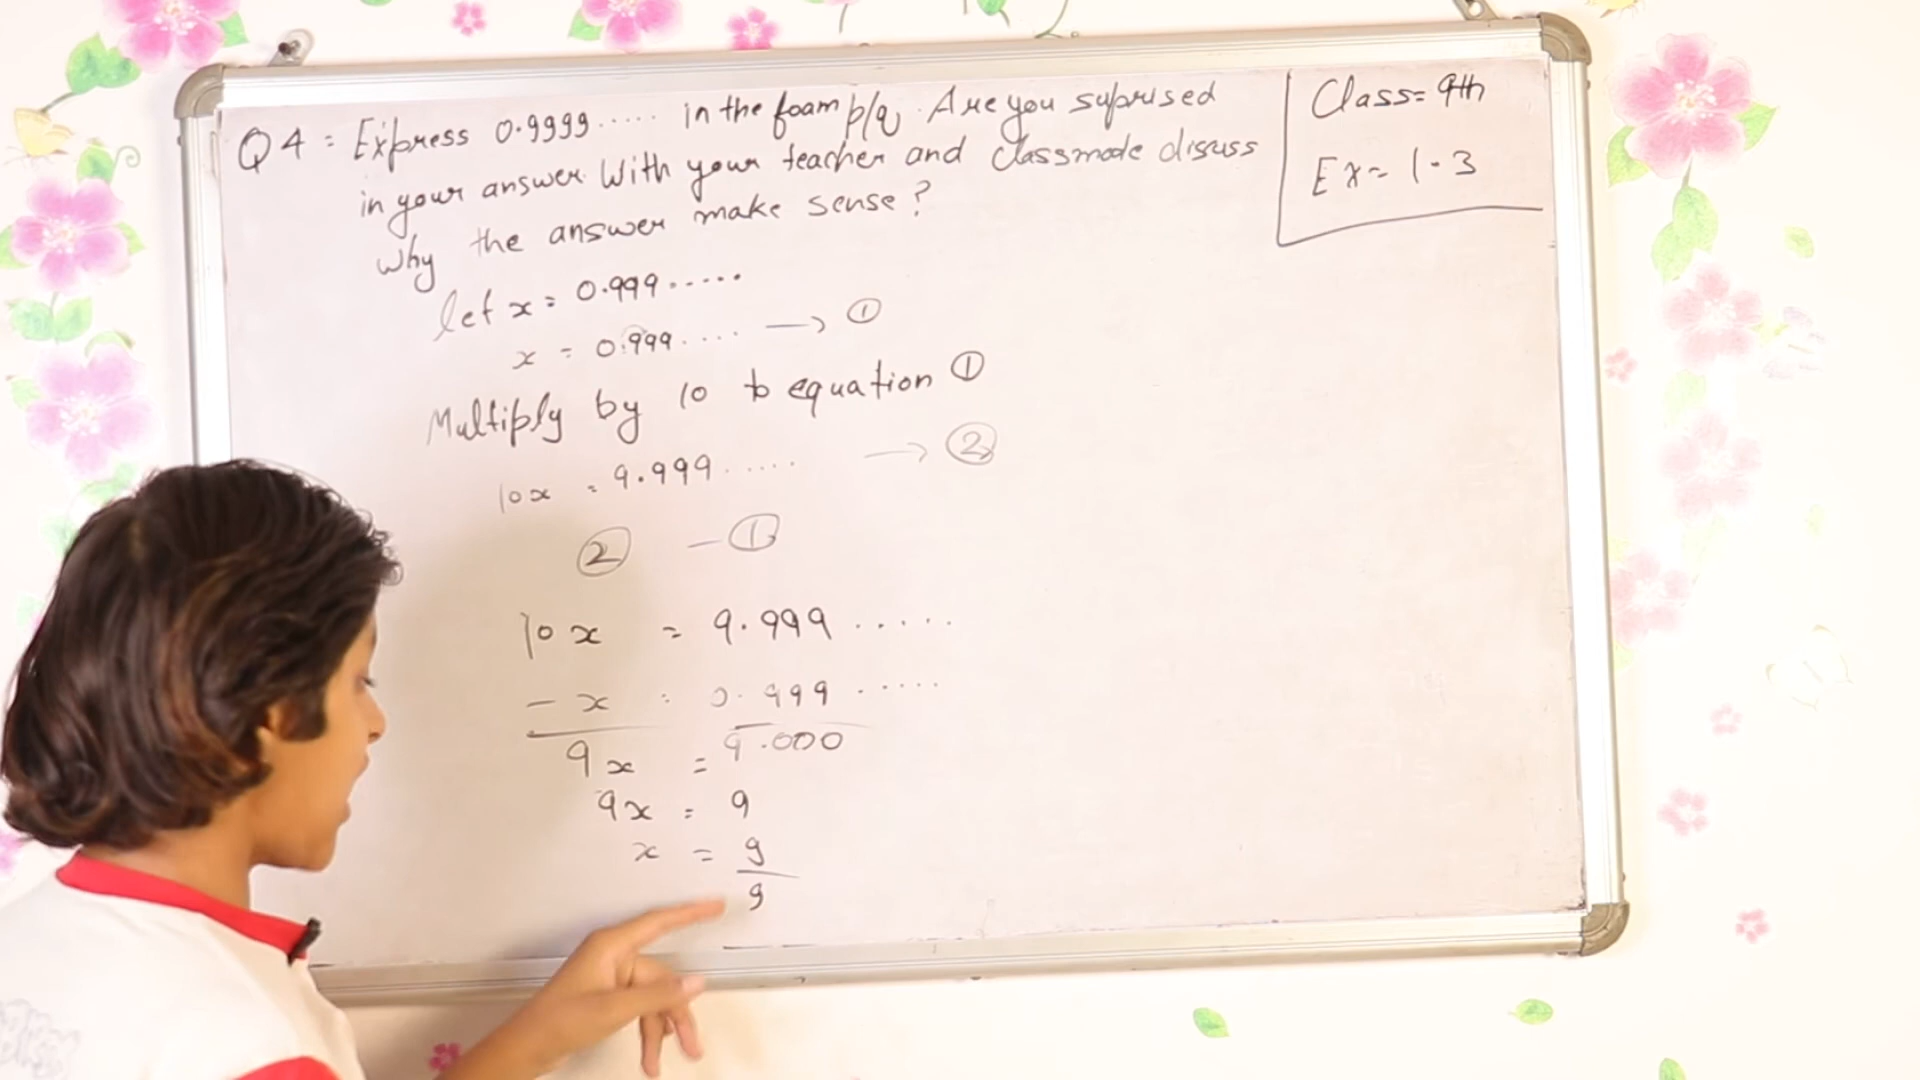 Q4 = Express 0.9999..... in the foam p/q. Are you suprised
in your answer. With your teacher and classmate discuss
why the answer make sense?
let x = 0.999.....
x = 0.999.... → ①
Multiply by 10 to equation ①
10x = 9.999..... → ②
② - ①
10x = 9.999.....
- x = 0.999.....
9x = 9.000
9x = 9
x = 9/9
Class = 9th
Ex = 1.3